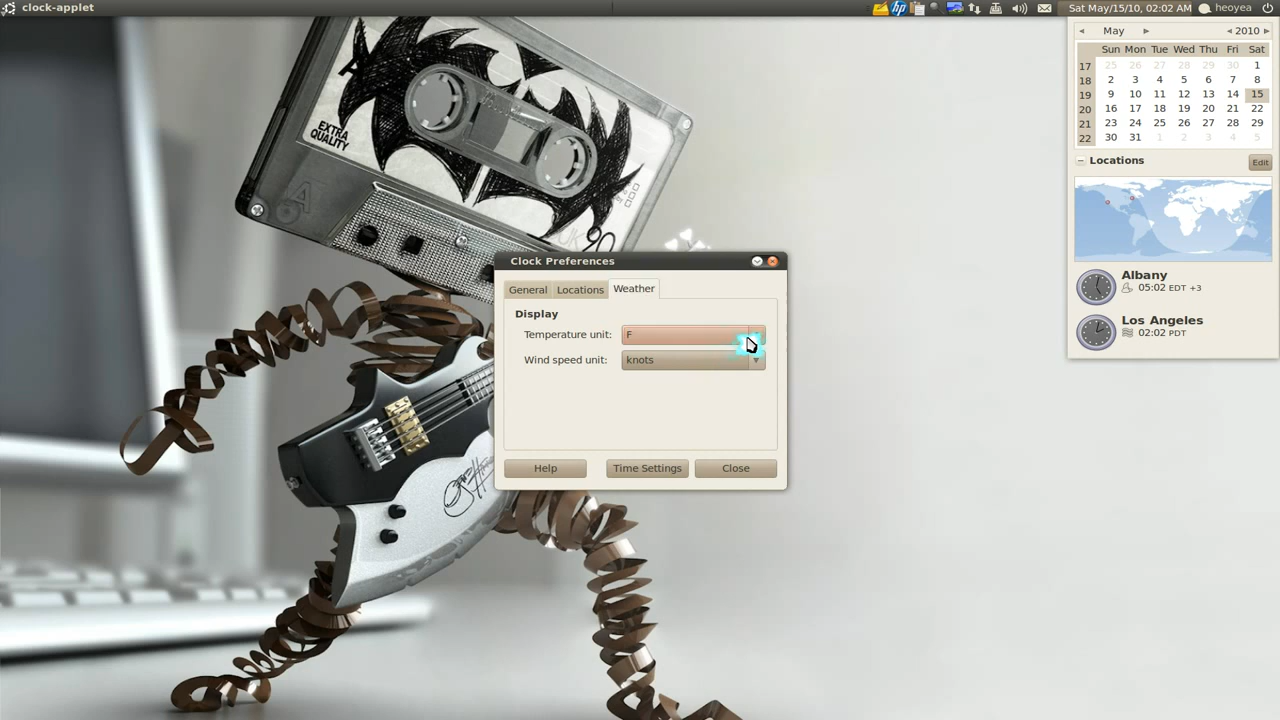 clock-applet
Sat May/15/10, 02:02 AM
heoyea
May
2010
Sun Mon Tue Wed Thu Fri Sat
17 25 26 27 28 29 30 1
18 2 3 4 5 6 7 8
19 9 10 11 12 13 14 15
20 16 17 18 19 20 21 22
21 23 24 25 26 27 28 29
22 30 31 1 2 3 4 5
Locations
Edit
Albany
05:02 EDT +3
Los Angeles
02:02 PDT
A
EXTRA
QUALITY
A
90
Clock Preferences
General Locations Weather
Display
Temperature unit: F
Wind speed unit: knots
Help Time Settings Close
hp